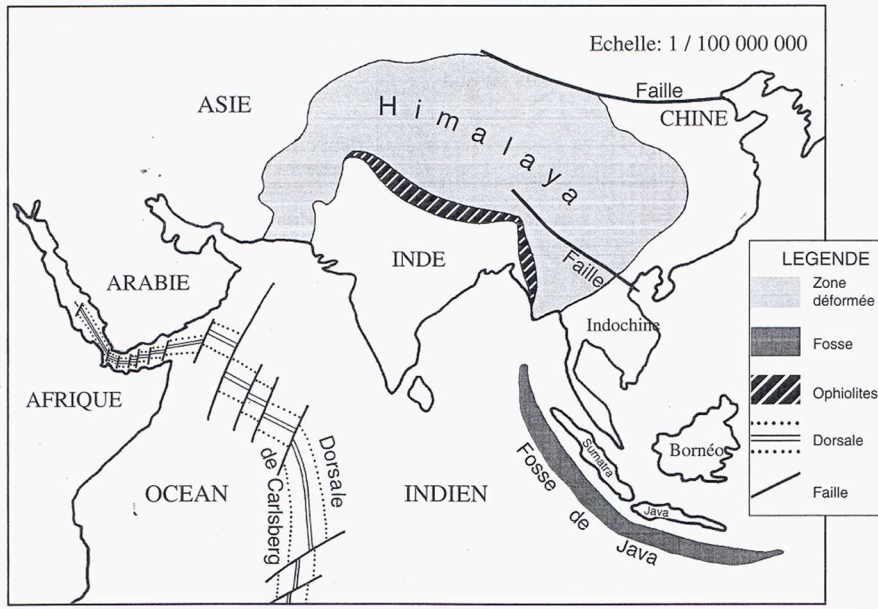 Echelle: 1 / 100 000 000
Faille
ASIE
CHINE
Himalaya
INDE
Faille
ARABIE
Indochine
AFRIQUE
OCEAN
INDIEN
Dorsale
de Carlsberg
Fosse
de
Java
Sumatra
Bornéo
Java
LEGENDE
Zone
déformée
Fosse
Ophiolites
Dorsale
Faille